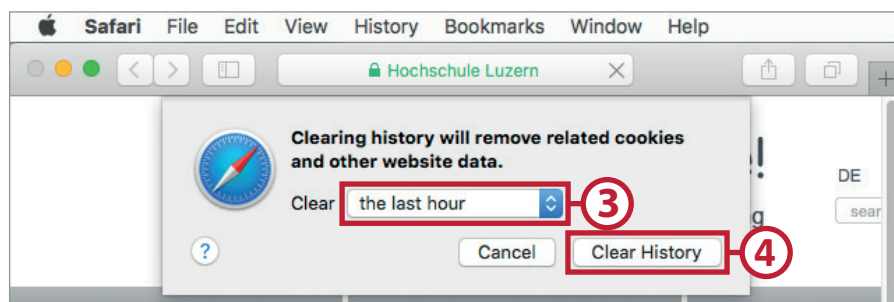 Safari File Edit View History Bookmarks Window Help
Hochschule Luzern
Clearing history will remove related cookies
and other website data.
Clear the last hour 3
? Cancel Clear History 4
!
DE
g
sear